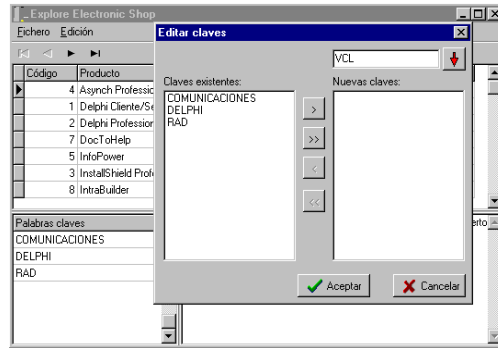 Explore Electronic Shop
Fichero Edición
Código Producto
4 Asynch Professio
1 Delphi Cliente/Se
2 Delphi Profession
7 DocToHelp
5 InfoPower
3 InstallShield Profe
8 IntraBuilder
Palabras claves
COMUNICACIONES
DELPHI
RAD
erto
Editar claves
VCL
Claves existentes:
COMUNICACIONES
DELPHI
RAD
>
>>
<
<<
Nuevas claves:
Aceptar
Cancelar